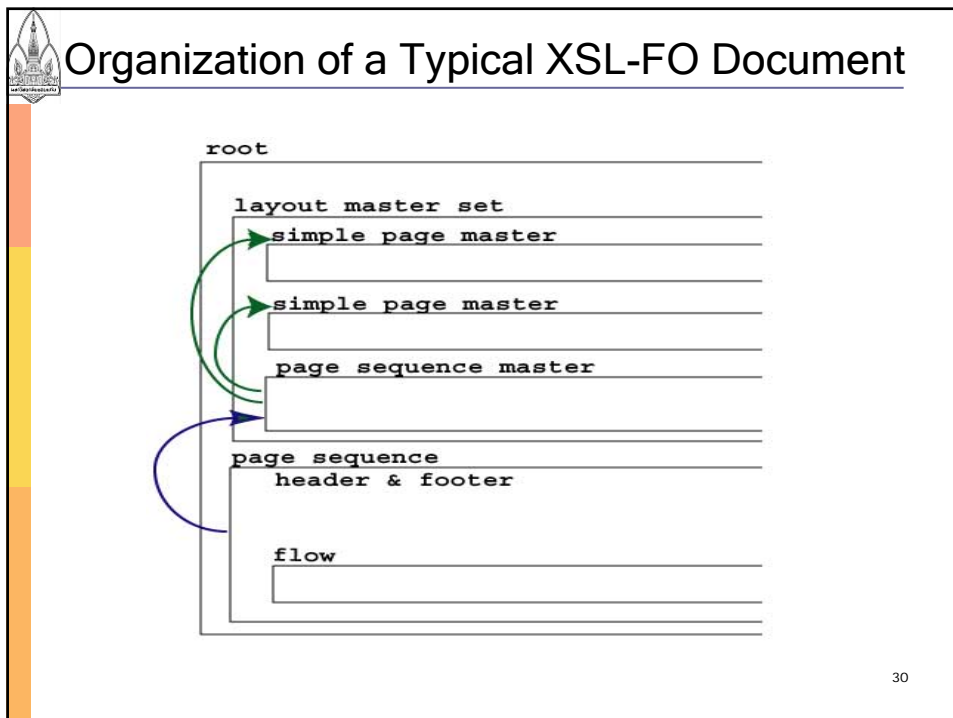 Organization of a Typical XSL-FO Document
root
layout master set
simple page master
simple page master
page sequence master
page sequence
header & footer
flow
30